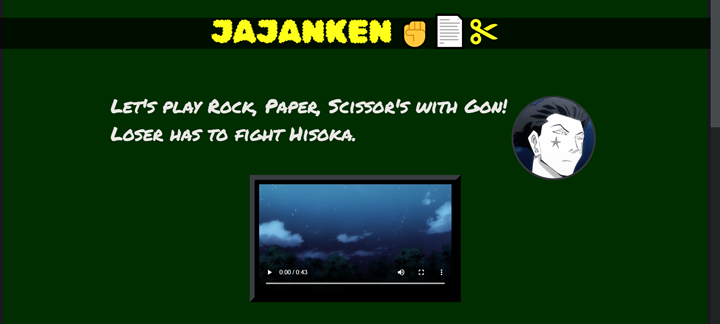 JAJANKEN ✊📄✂
Let's play Rock, Paper, Scissor's with Gon!
Loser has to fight Hisoka.
0:00 / 0:43